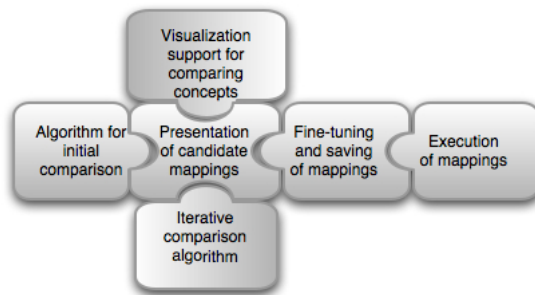 Visualization
support for
comparing
concepts
Algorithm for
initial
comparison
Presentation
of candidate
mappings
Fine-tuning
and saving
of mappings
Execution
of mappings
Iterative
comparison
algorithm